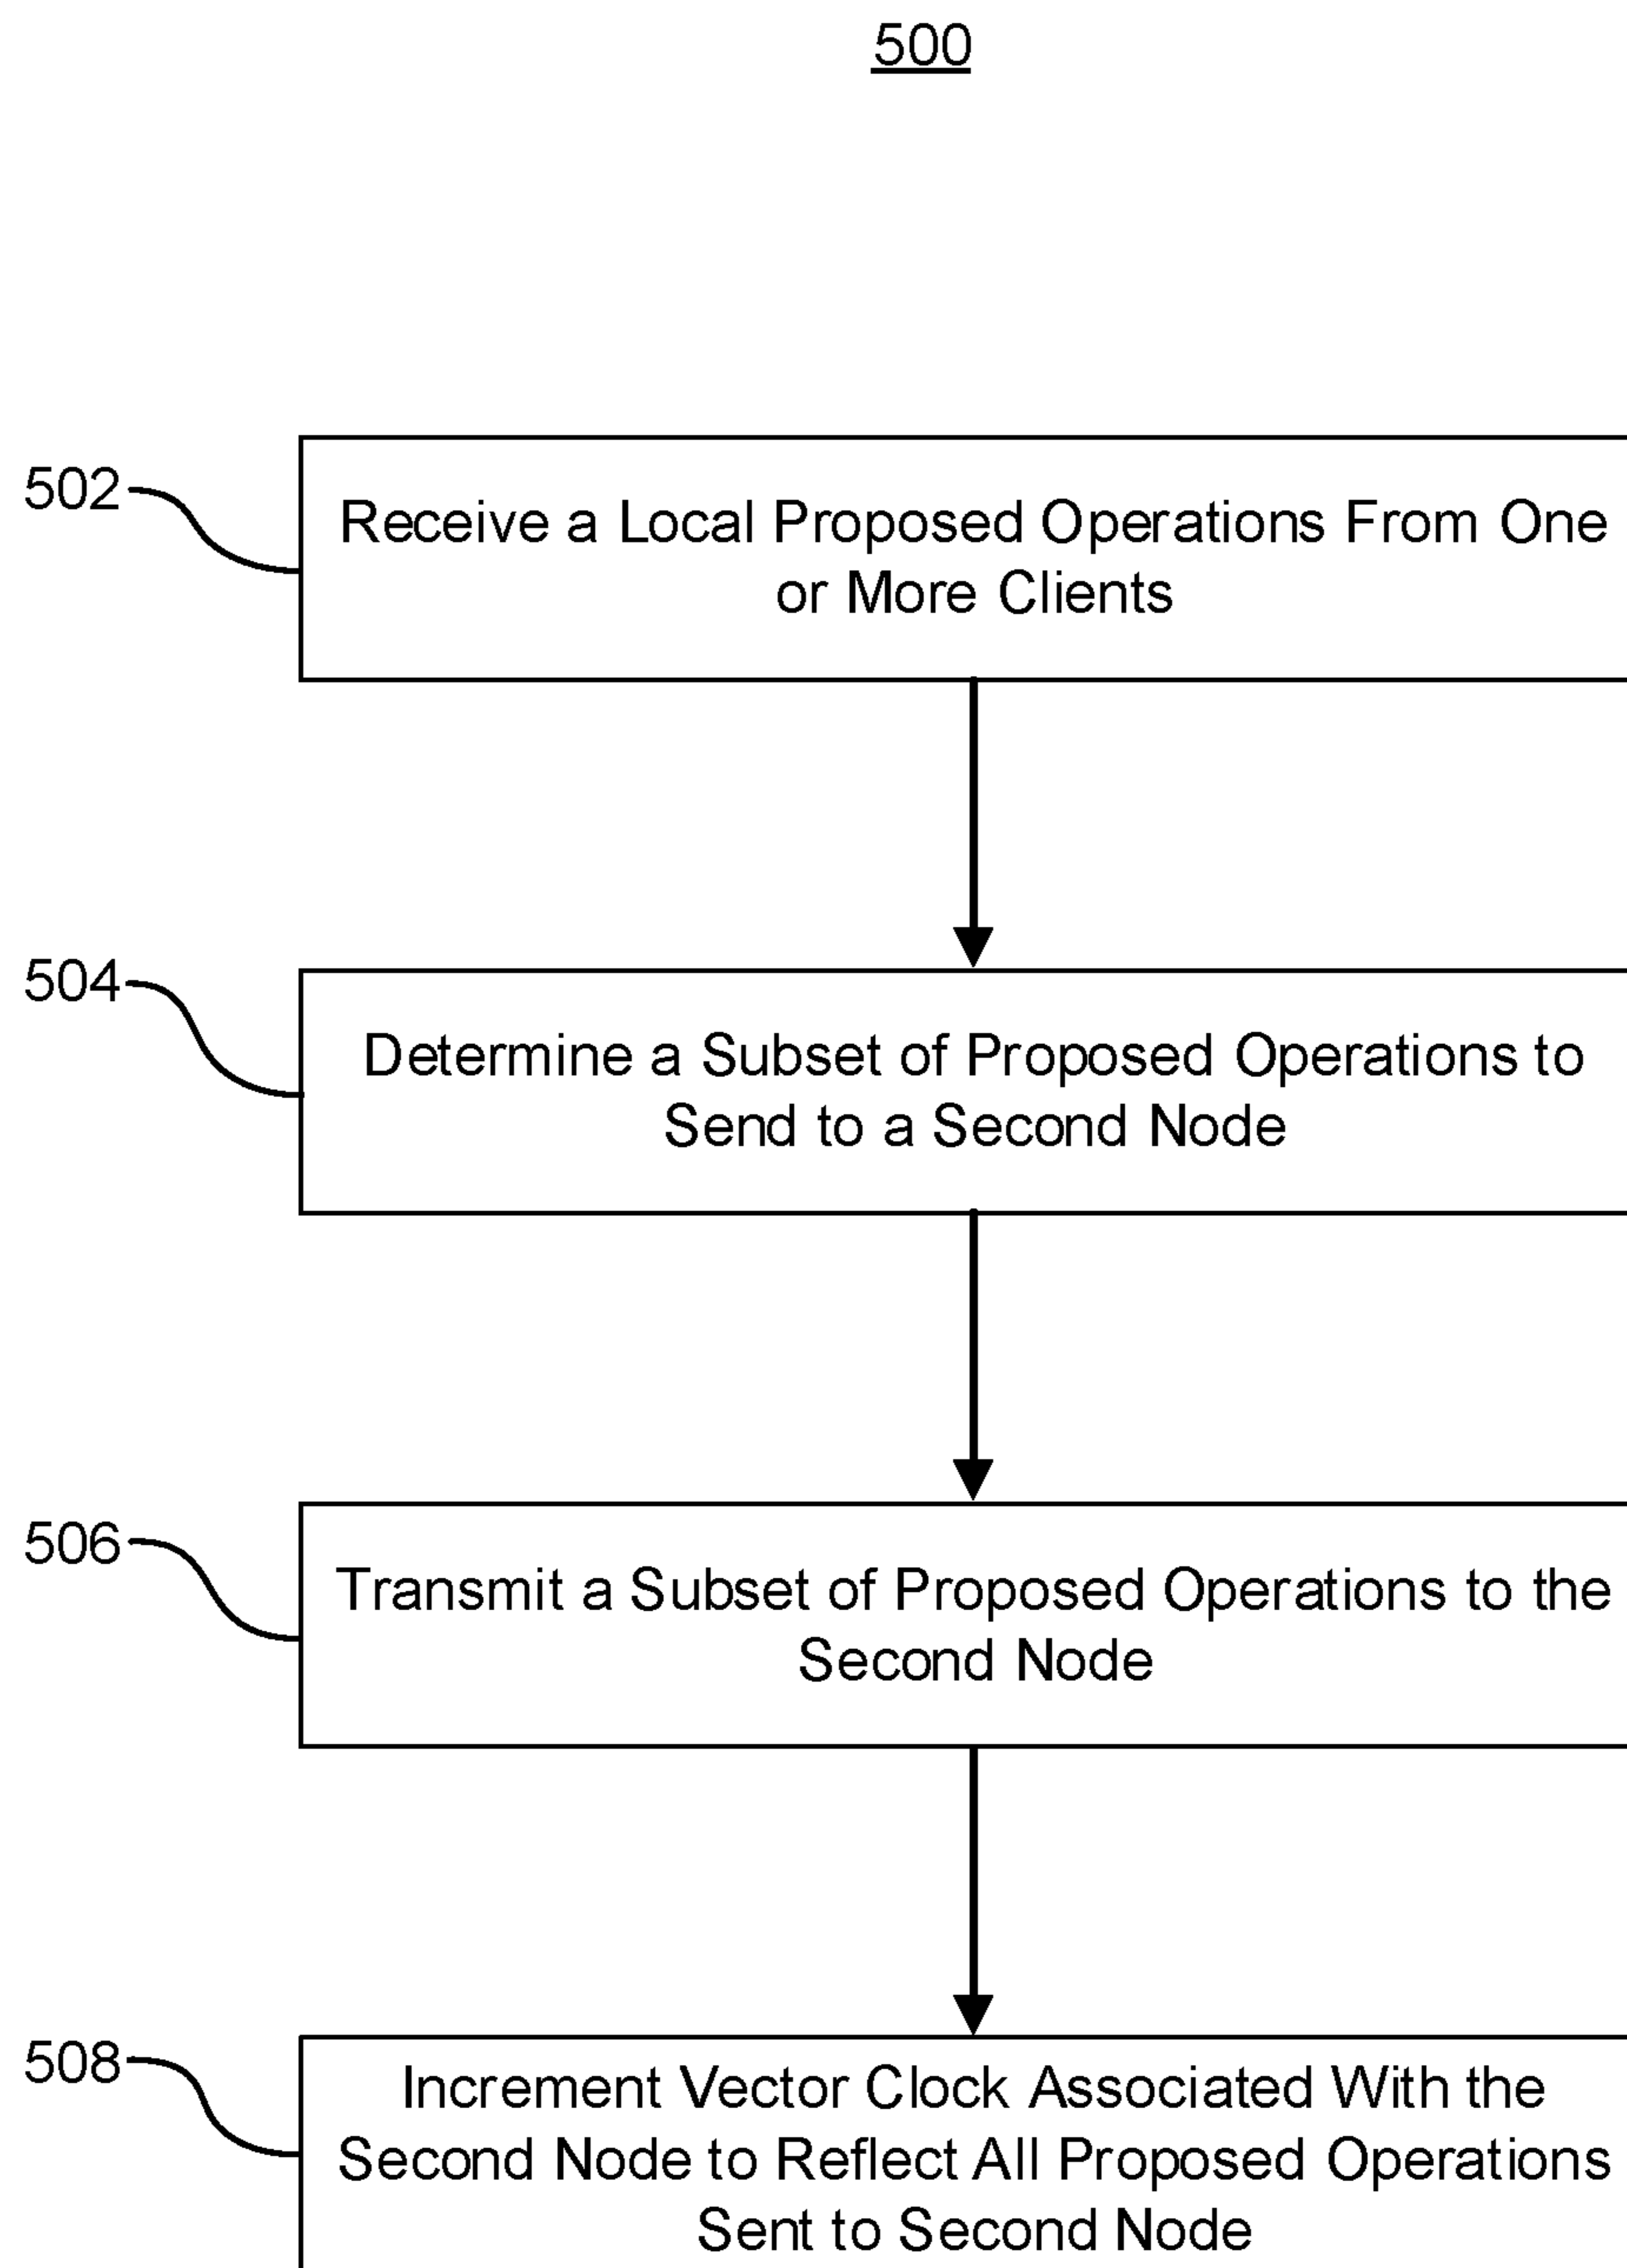 500
502
Receive a Local Proposed Operations From One
or More Clients
504
Determine a Subset of Proposed Operations to
Send to a Second Node
506
Transmit a Subset of Proposed Operations to the
Second Node
508
Increment Vector Clock Associated With the
Second Node to Reflect All Proposed Operations
Sent to Second Node